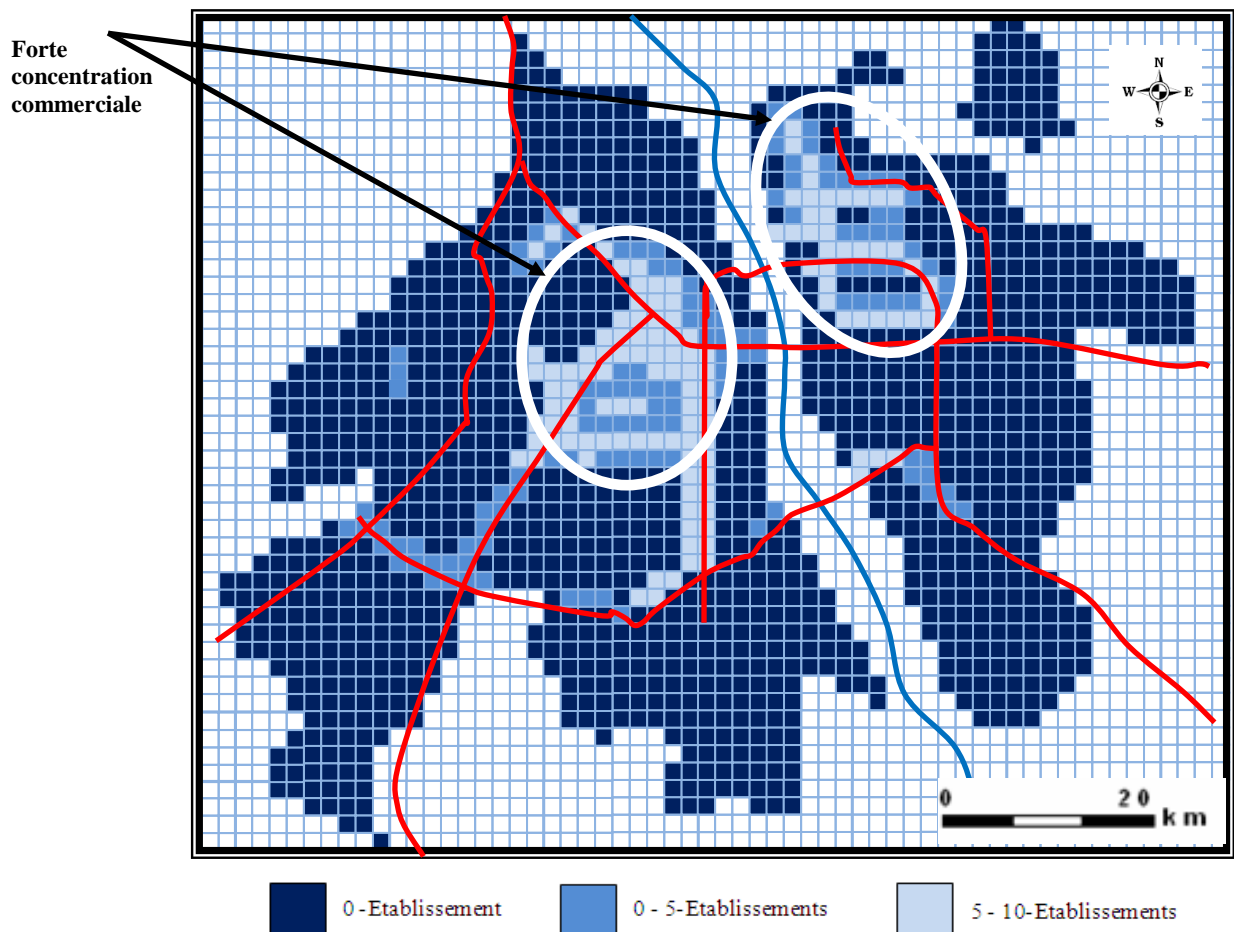 Forte
concentration
commerciale
N
W E
S
0 20
km
0 -Etablissement
0 - 5-Etablissements
5 - 10-Etablissements